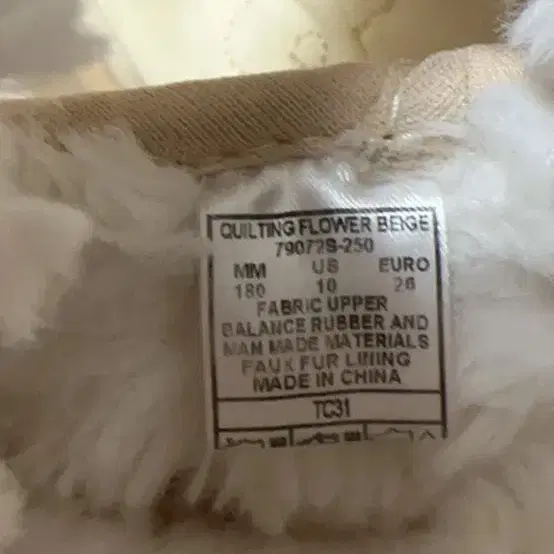 QUILTING FLOWER BEIGE
79072S-250
MM US EURO
180 10 26
FABRIC UPPER
BALANCE RUBBER AND
MAN MADE MATERIALS
FAUX FUR LINING
MADE IN CHINA
TC31